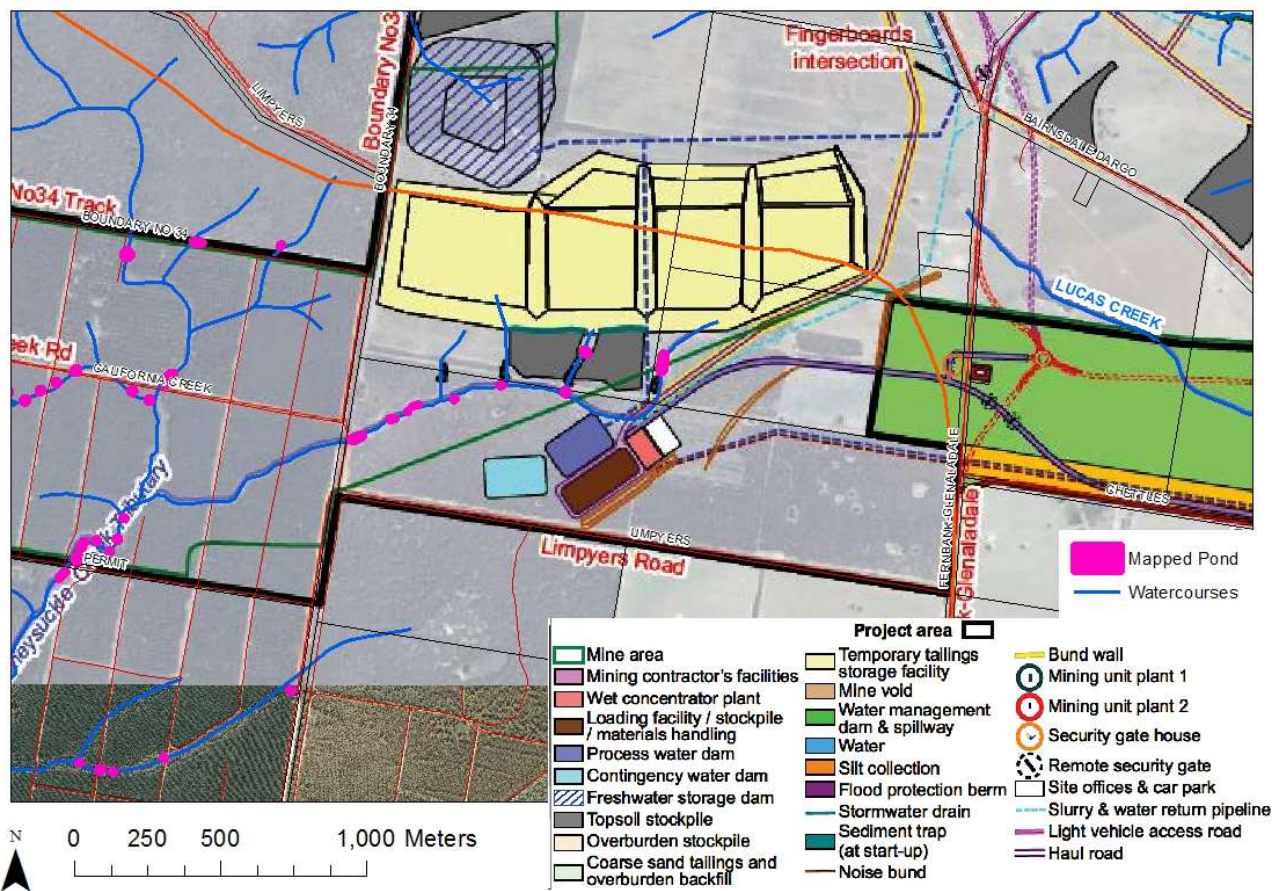 Fingerboards
intersection
Boundary No3
LIMPYERS
BOUNDARY 34
BAIRNSDALE DARGO
No34 Track
BOUNDARY NO 34
LUCAS CREEK
eek Rd
CALIFORNIA CREEK
neysuckle
Tributary
PERMIT
LIMPYERS
Limpyers Road
FERNBANK-GLENALADALE
k-Glenaladale
CHETTLES
Mapped Pond
Watercourses
Project area
Mine area
Mining contractor's facilities
Wet concentrator plant
Loading facility / stockpile
/ materials handling
Process water dam
Contingency water dam
Freshwater storage dam
Topsoil stockpile
Overburden stockpile
Coarse sand tailings and
overburden backfill
Temporary tailings
storage facility
Mine void
Water management
dam & spillway
Water
Silt collection
Flood protection berm
Stormwater drain
Sediment trap
(at start-up)
Noise bund
Bund wall
Mining unit plant 1
Mining unit plant 2
Security gate house
Remote security gate
Site offices & car park
Slurry & water return pipeline
Light vehicle access road
Haul road
N
0 250 500 1,000 Meters